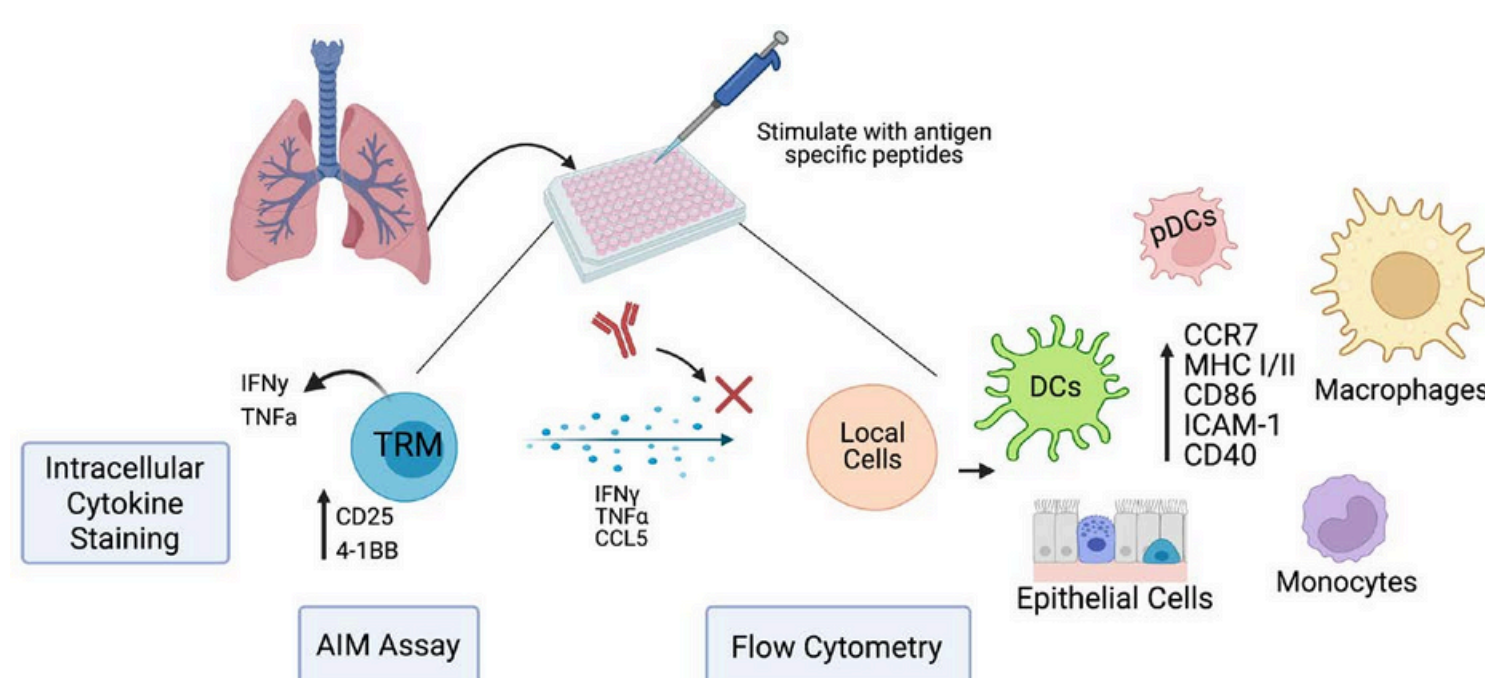 Stimulate with antigen
specific peptides
pDCs
IFNy
TNFa
TRM
CD25
4-1BB
Intracellular
Cytokine
Staining
IFNγ
TNFα
CCL5
Local
Cells
DCs
CCR7
MHC I/II
CD86
ICAM-1
CD40
Macrophages
Epithelial Cells
Monocytes
AIM Assay
Flow Cytometry